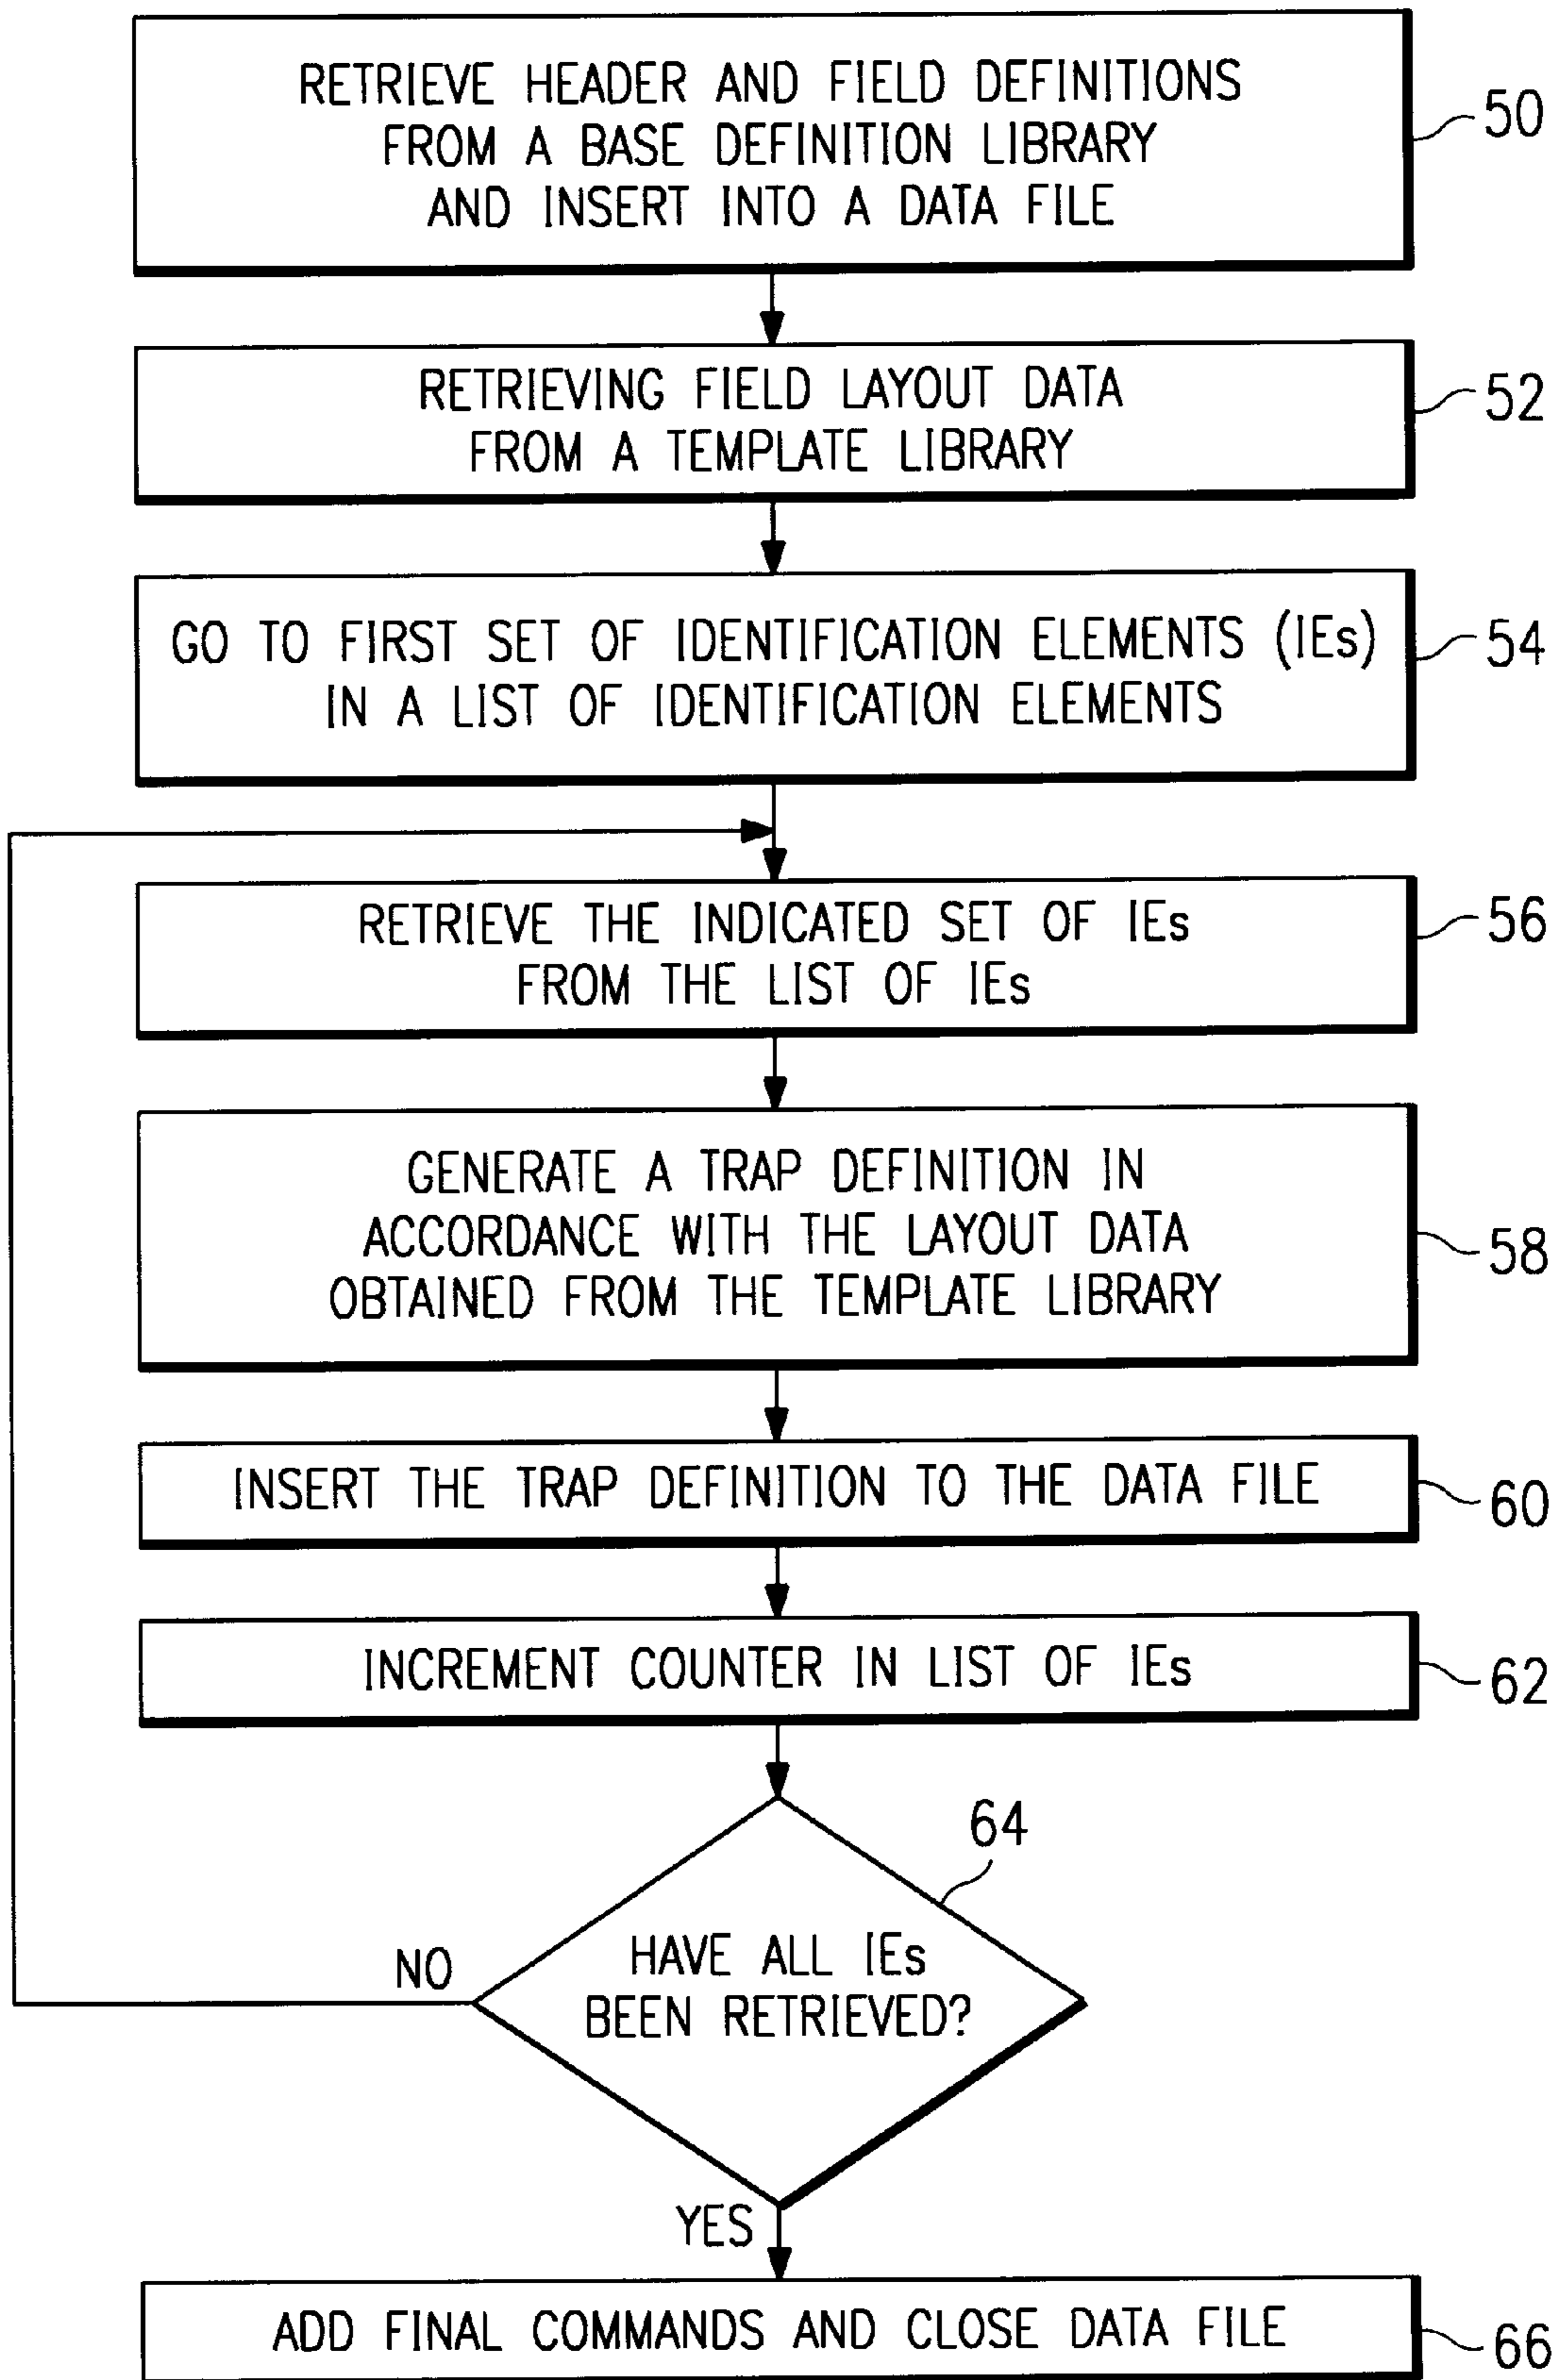 RETRIEVE HEADER AND FIELD DEFINITIONS
FROM A BASE DEFINITION LIBRARY
AND INSERT INTO A DATA FILE
50
RETRIEVING FIELD LAYOUT DATA
FROM A TEMPLATE LIBRARY
52
GO TO FIRST SET OF IDENTIFICATION ELEMENTS (IEs)
IN A LIST OF IDENTIFICATION ELEMENTS
54
RETRIEVE THE INDICATED SET OF IEs
FROM THE LIST OF IEs
56
GENERATE A TRAP DEFINITION IN
ACCORDANCE WITH THE LAYOUT DATA
OBTAINED FROM THE TEMPLATE LIBRARY
58
INSERT THE TRAP DEFINITION TO THE DATA FILE
60
INCREMENT COUNTER IN LIST OF IEs
62
64
HAVE ALL IEs
BEEN RETRIEVED?
NO
YES
ADD FINAL COMMANDS AND CLOSE DATA FILE
66